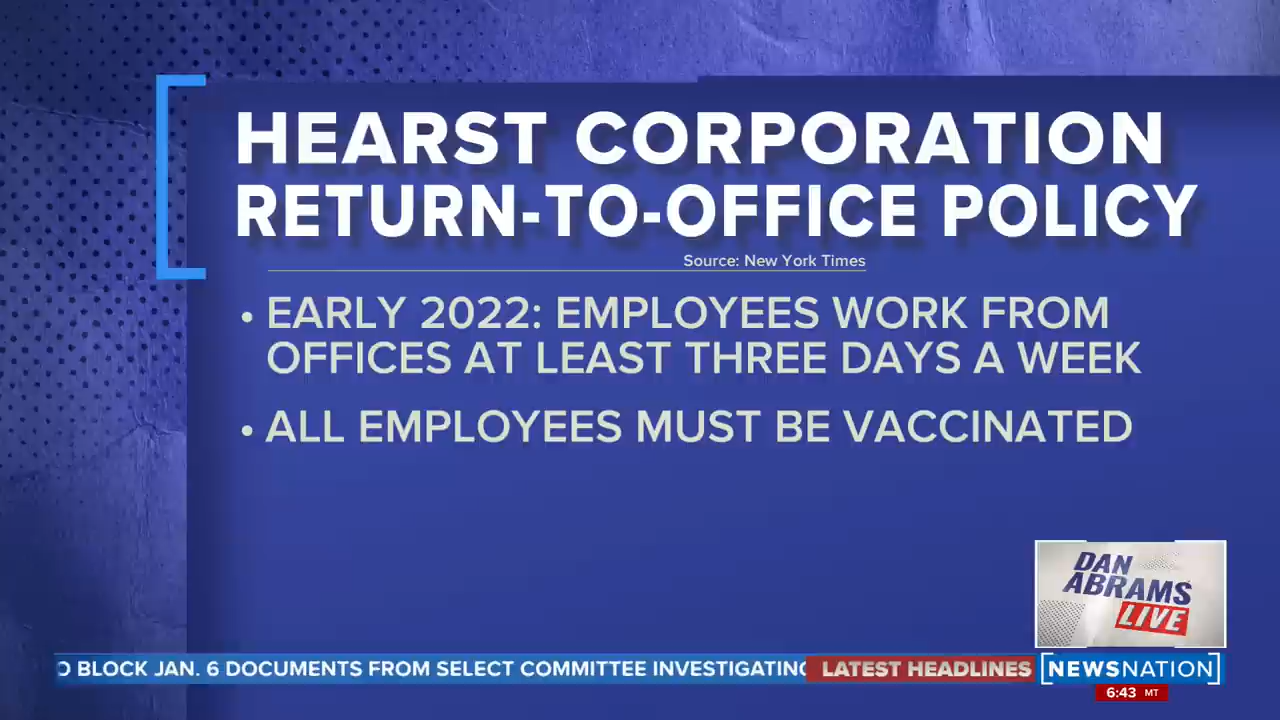 HEARST CORPORATION
RETURN-TO-OFFICE POLICY
Source: New York Times
• EARLY 2022: EMPLOYEES WORK FROM
OFFICES AT LEAST THREE DAYS A WEEK
• ALL EMPLOYEES MUST BE VACCINATED
DAN
ABRAMS
LIVE
O BLOCK JAN. 6 DOCUMENTS FROM SELECT COMMITTEE INVESTIGATING LATEST HEADLINES NEWSNATION
6:43 MT